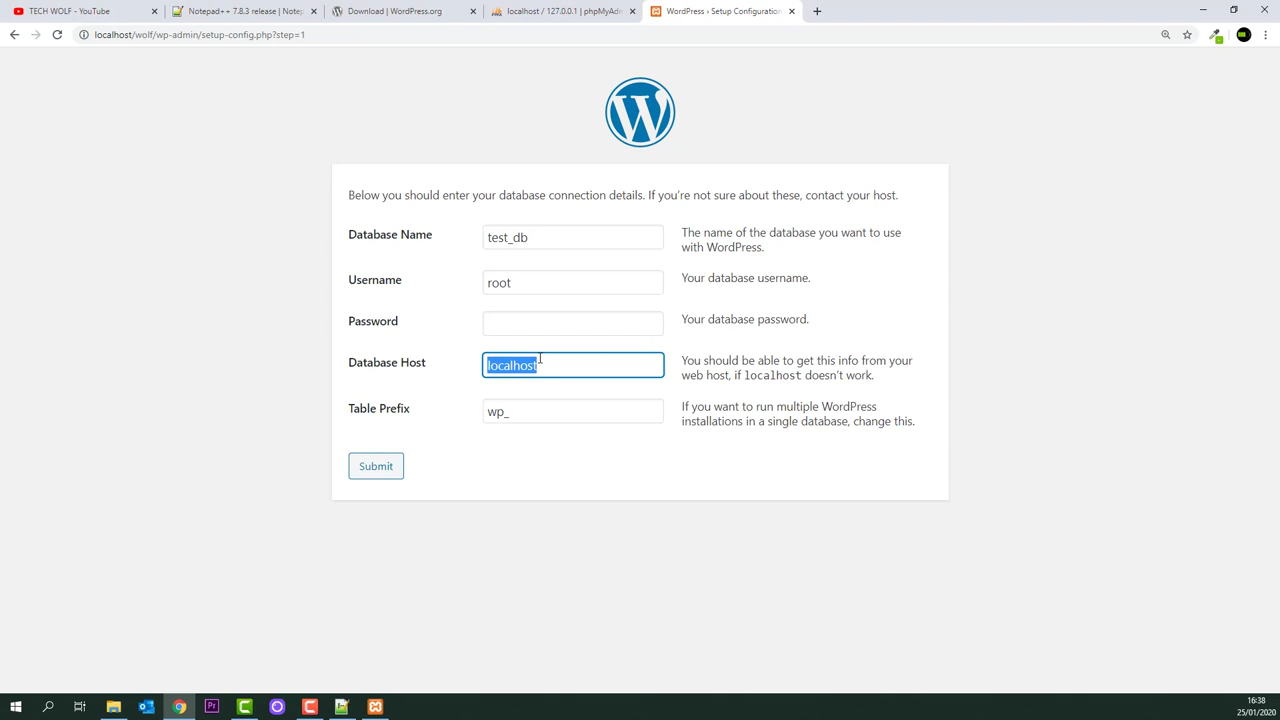 TECH WOLF - YouTube
Notepad++ 7.8.3 release | Notep
Download | WordPress.org
localhost / 127.0.0.1 | phpMyAdm
WordPress › Setup Configuration
localhost/wolf/wp-admin/setup-config.php?step=1
Below you should enter your database connection details. If you're not sure about these, contact your host.
Database Name
test_db
The name of the database you want to use
with WordPress.
Username
root
Your database username.
Password
Your database password.
Database Host
localhost
You should be able to get this info from your
web host, if localhost doesn't work.
Table Prefix
wp_
If you want to run multiple WordPress
installations in a single database, change this.
Submit
16:38
25/01/2020